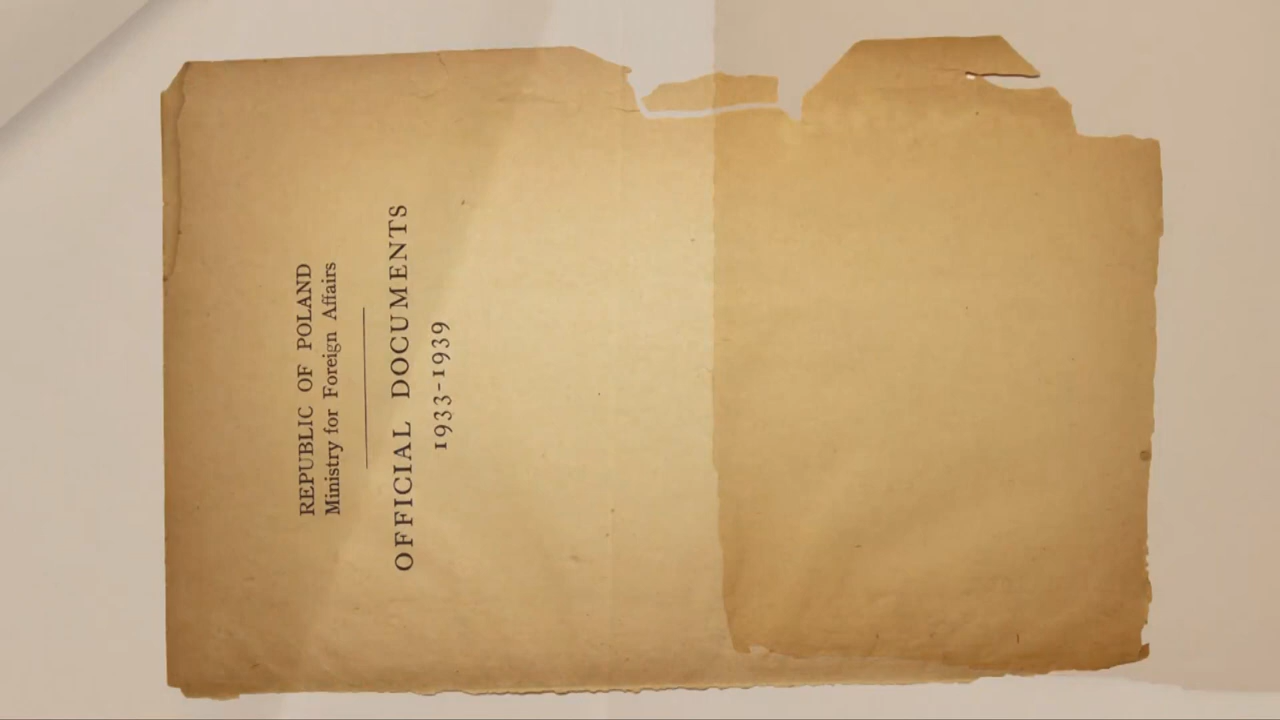 REPUBLIC OF POLAND
Ministry for Foreign Affairs
OFFICIAL DOCUMENTS
1933-1939